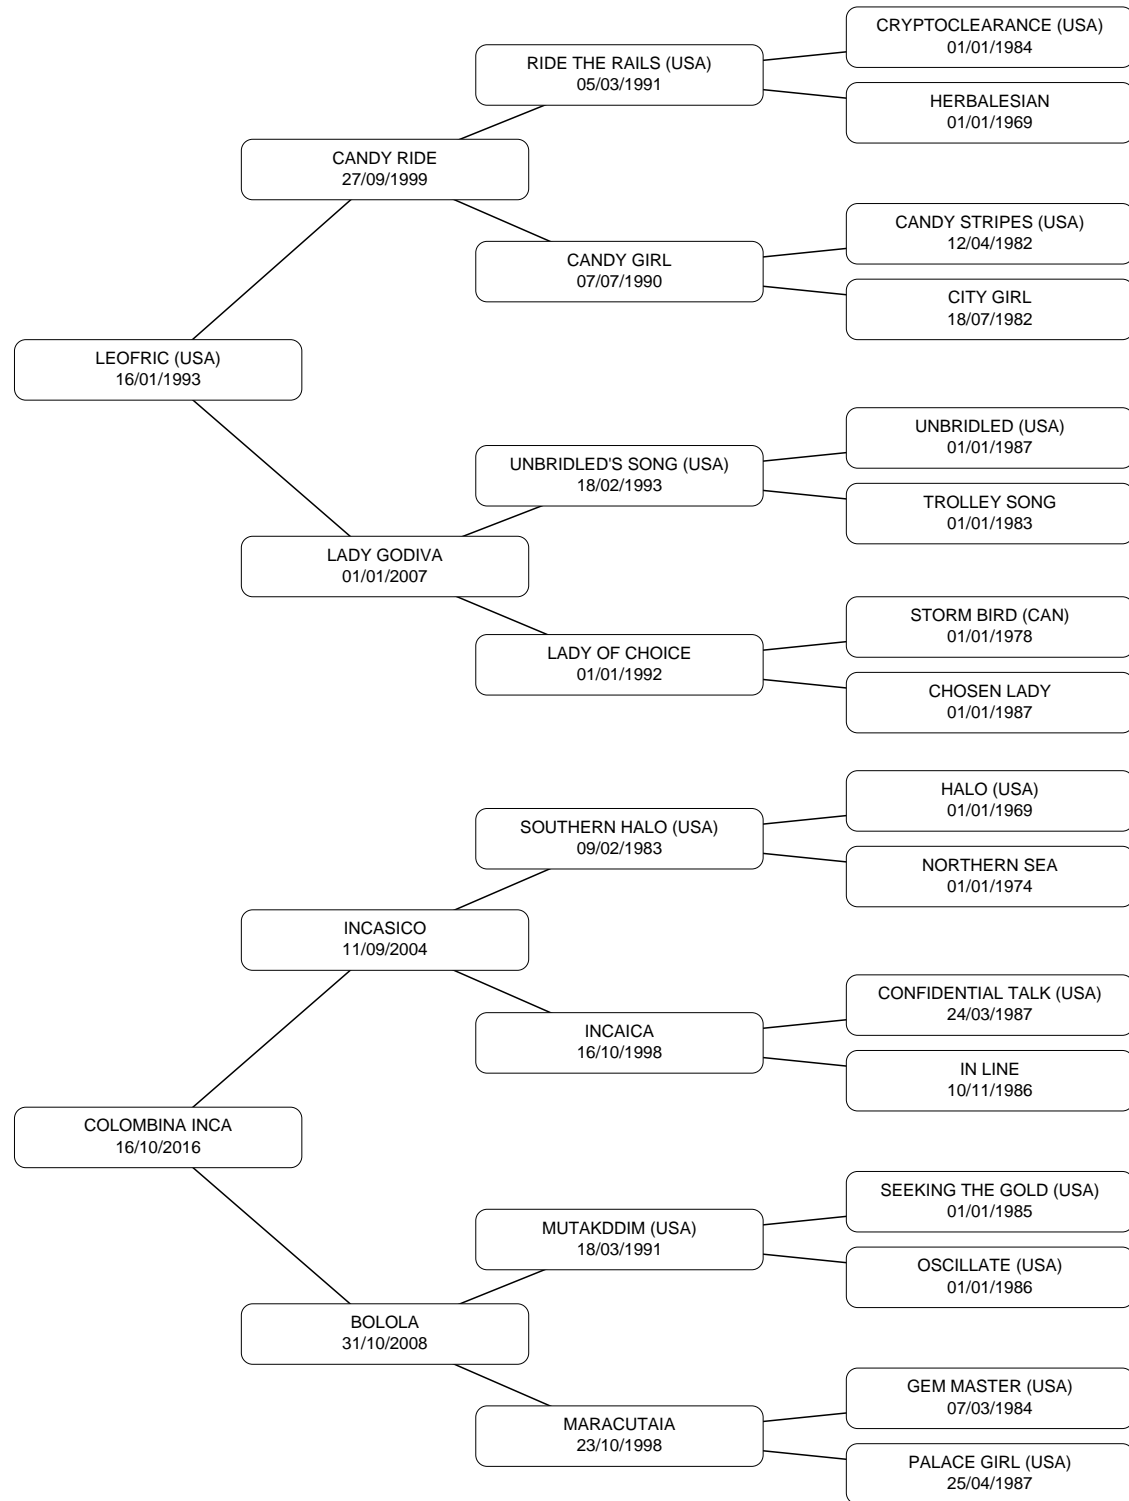 CRYPTOCLEARANCE (USA)
01/01/1984
RIDE THE RAILS (USA)
05/03/1991
HERBALESIAN
01/01/1969
CANDY RIDE
27/09/1999
CANDY STRIPES (USA)
12/04/1982
CANDY GIRL
07/07/1990
CITY GIRL
18/07/1982
LEOFRIC (USA)
16/01/1993
UNBRIDLED (USA)
01/01/1987
UNBRIDLED'S SONG (USA)
18/02/1993
TROLLEY SONG
01/01/1983
LADY GODIVA
01/01/2007
STORM BIRD (CAN)
01/01/1978
LADY OF CHOICE
01/01/1992
CHOSEN LADY
01/01/1987
HALO (USA)
01/01/1969
SOUTHERN HALO (USA)
09/02/1983
NORTHERN SEA
01/01/1974
INCASICO
11/09/2004
CONFIDENTIAL TALK (USA)
24/03/1987
INCAICA
16/10/1998
IN LINE
10/11/1986
COLOMBINA INCA
16/10/2016
SEEKING THE GOLD (USA)
01/01/1985
MUTAKDDIM (USA)
18/03/1991
OSCILLATE (USA)
01/01/1986
BOLOLA
31/10/2008
GEM MASTER (USA)
07/03/1984
MARACUTAIA
23/10/1998
PALACE GIRL (USA)
25/04/1987